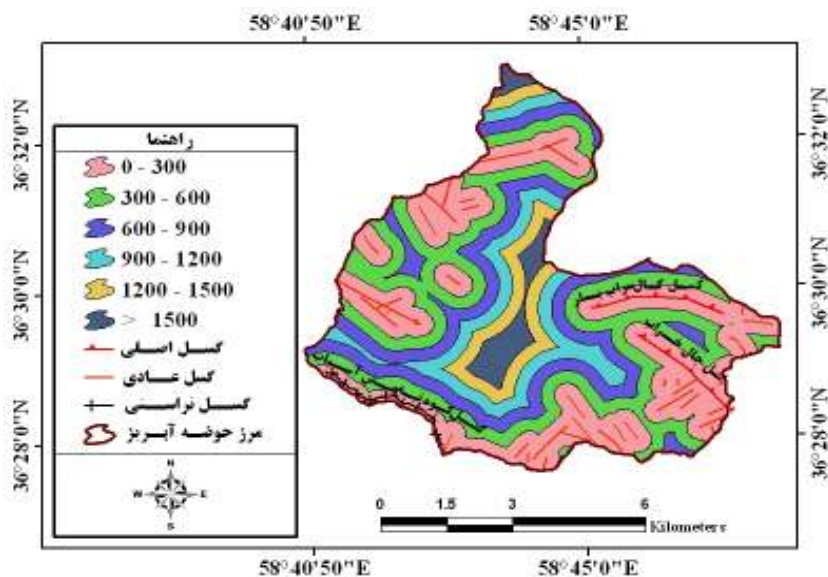 58°40'50"E 58°45'0"E
36°32'0"N 36°32'0"N
36°30'0"N 36°30'0"N
36°28'0"N 36°28'0"N
راهنما
0 - 300
300 - 600
600 - 900
900 - 1200
1200 - 1500
> 1500
گسل اصلی
گسل عادی
گسل تراستی
مرز حوضه آبریز
N
W E
S
گسل
0 1.5 3 6
Kilometers
58°40'50"E 58°45'0"E